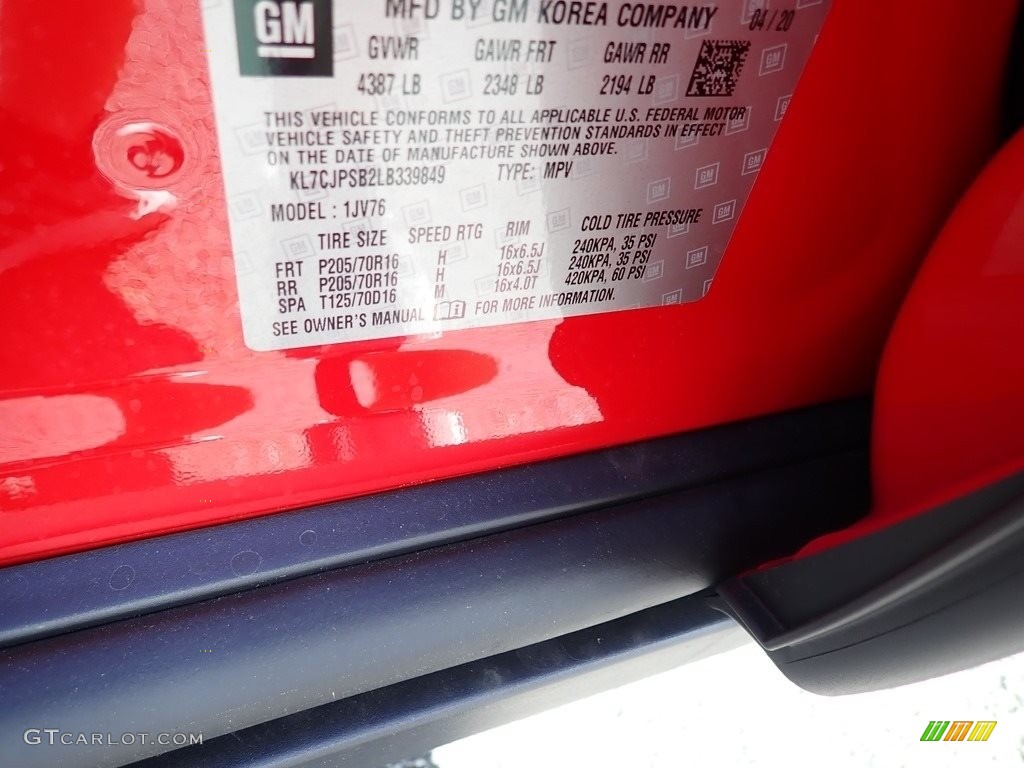 GM
MFD BY GM KOREA COMPANY 04/20
GVWR GAWR FRT GAWR RR
4387 LB 2348 LB 2194 LB
THIS VEHICLE CONFORMS TO ALL APPLICABLE U.S. FEDERAL MOTOR
VEHICLE SAFETY AND THEFT PREVENTION STANDARDS IN EFFECT
ON THE DATE OF MANUFACTURE SHOWN ABOVE.
KL7CJPSB2LB339849 TYPE: MPV
MODEL : 1JV76
TIRE SIZE SPEED RTG RIM COLD TIRE PRESSURE
FRT P205/70R16 H 16x6.5J 240KPA, 35 PSI
RR P205/70R16 H 16x6.5J 240KPA, 35 PSI
SPA T125/70D16 M 16x4.0T 420KPA, 60 PSI
SEE OWNER'S MANUAL FOR MORE INFORMATION.
GTCARLOT.COM